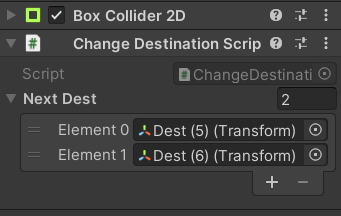 Box Collider 2D
Change Destination Scrip
Script ChangeDestinati
Next Dest 2
Element 0 Dest (5) (Transform)
Element 1 Dest (6) (Transform)